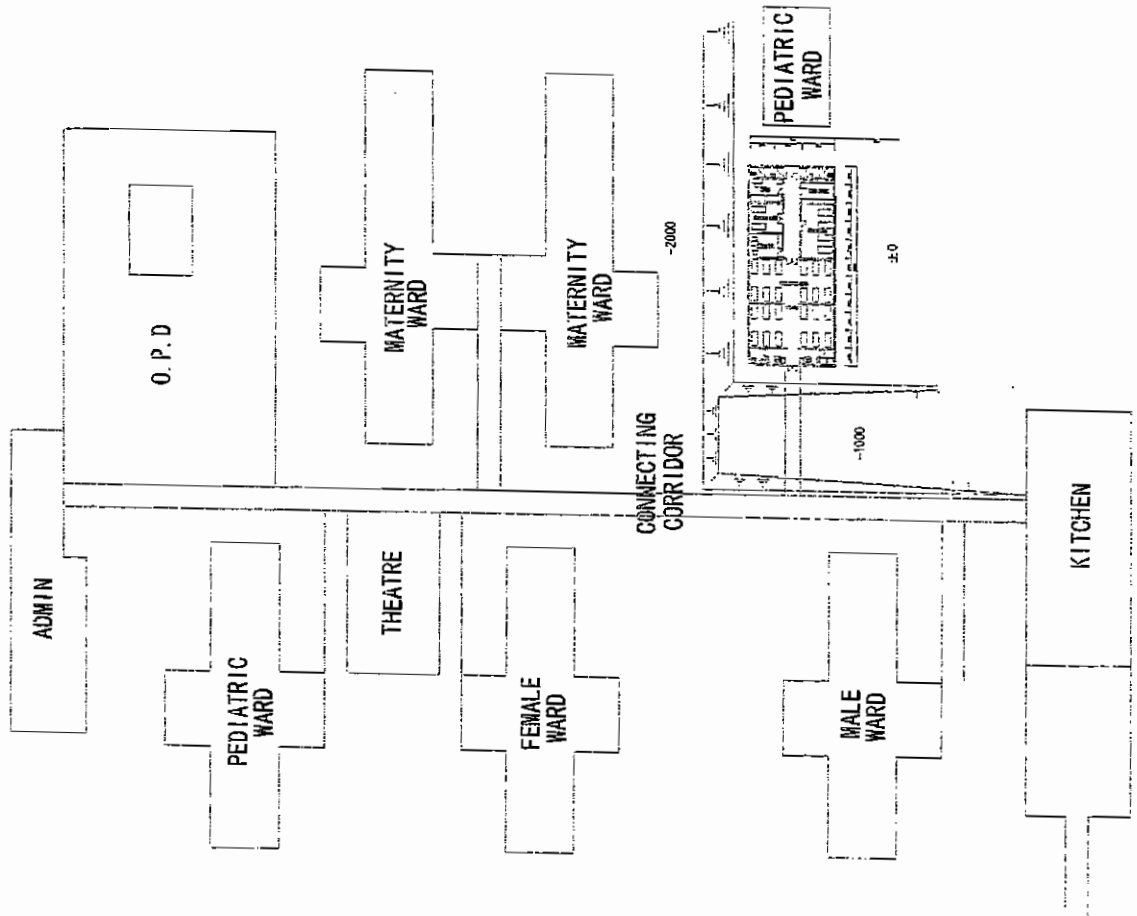 ADMIN
O.P.D
PEDIATRIC
WARD
THEATRE
FEMALE
WARD
MALE
WARD
MATERNITY
WARD
MATERNITY
WARD
CONNECTING
CORRIDOR
-2000
-1000
±0
PEDIATRIC
WARD
KITCHEN